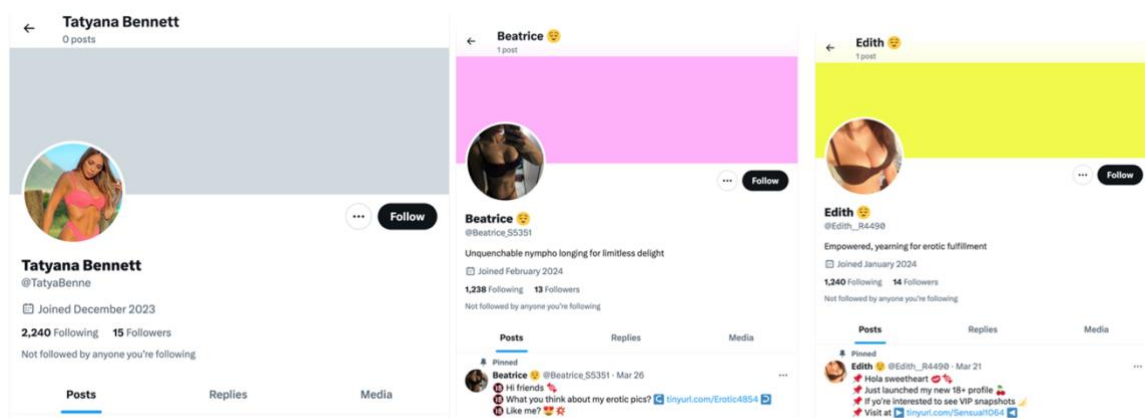 Tatyana Bennett
0 posts
Follow
Tatyana Bennett
@TatyaBenne
Joined December 2023
2,240 Following 15 Followers
Not followed by anyone you're following
Posts Replies Media
Beatrice 😌
1 post
Follow
Beatrice 😌
@Beatrice_S5351
Unquenchable nympho longing for limitless delight
Joined February 2024
1,238 Following 13 Followers
Not followed by anyone you're following
Posts Replies Media
Pinned
Beatrice 😌 @Beatrice_S5351 · Mar 26
🔞 Hi friends
🔞 What you think about my erotic pics? tinyurl.com/Erotic4854
🔞 Like me? 😍💥
Edith 😌
1 post
Follow
Edith 😌
@Edith__R4490
Empowered, yearning for erotic fulfillment
Joined January 2024
1,240 Following 14 Followers
Not followed by anyone you're following
Posts Replies Media
Pinned
Edith 😌 @Edith__R4490 · Mar 21
📌 Hola sweetheart 💋
📌 Just launched my new 18+ profile 🍒
📌 If yo're interested to see VIP snapshots
📌 Visit at ▶ tinyurl.com/Sensual1064 ◀